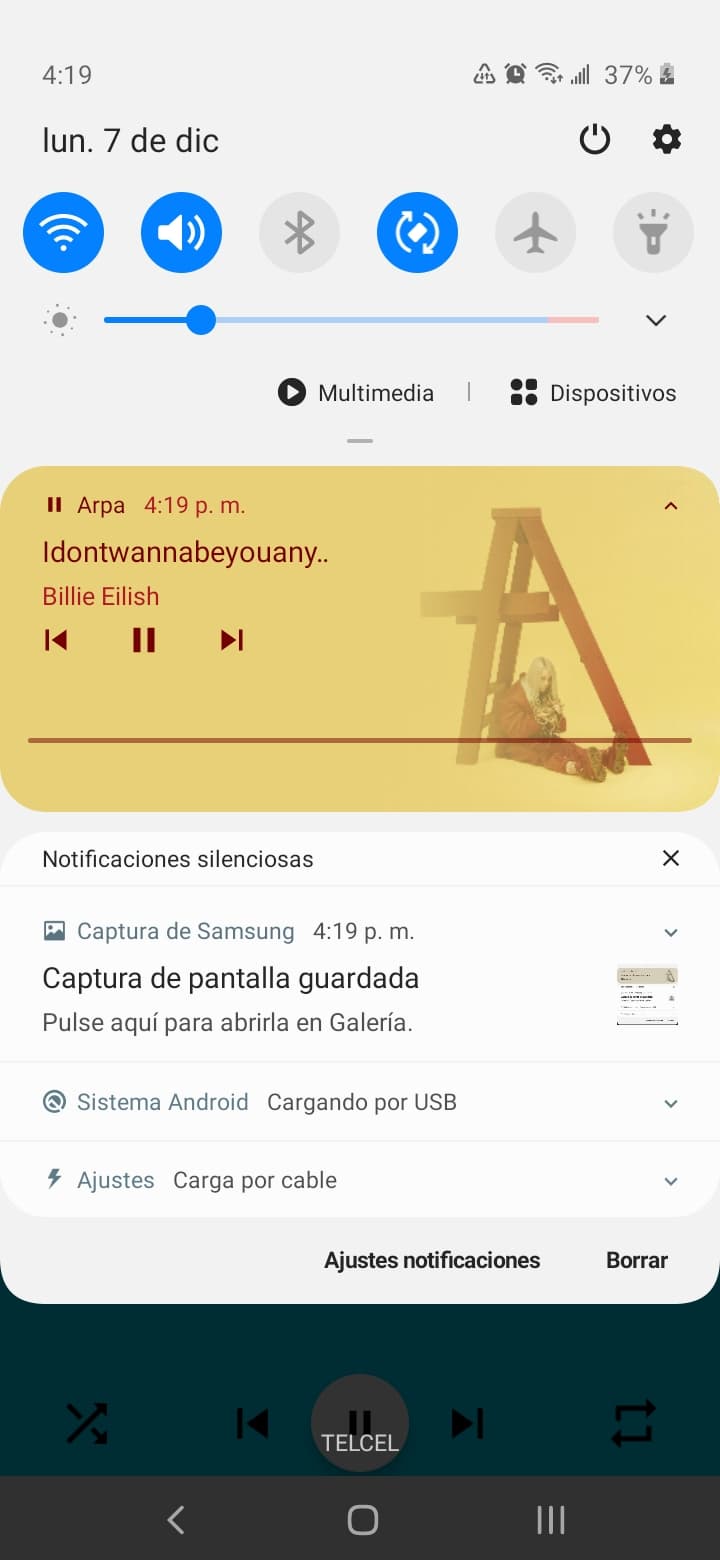 4:19
37%
lun. 7 de dic
Multimedia | Dispositivos
Arpa 4:19 p. m.
Idontwannabeyouany..
Billie Eilish
Notificaciones silenciosas
Captura de Samsung 4:19 p. m.
Captura de pantalla guardada
Pulse aquí para abrirla en Galería.
Sistema Android Cargando por USB
Ajustes Carga por cable
Ajustes notificaciones Borrar
TELCEL